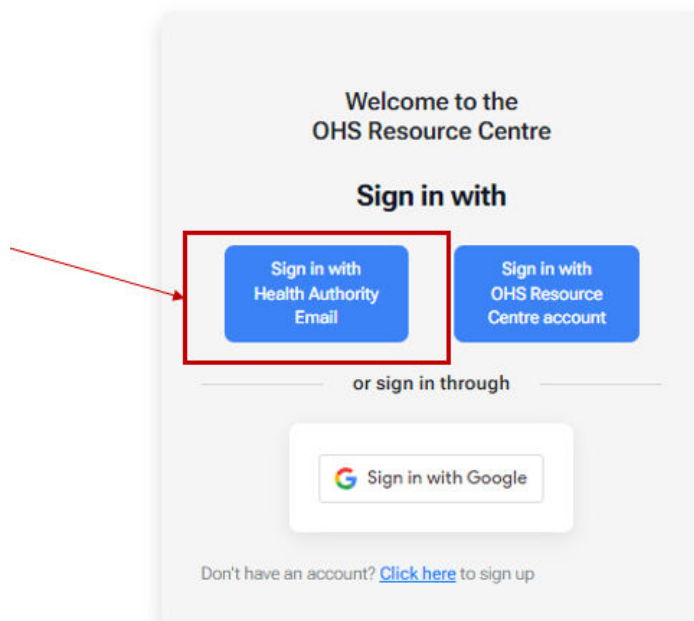 Welcome to the
OHS Resource Centre
Sign in with
Sign in with
Health Authority
Email
Sign in with
OHS Resource
Centre account
or sign in through
Sign in with Google
Don't have an account? Click here to sign up